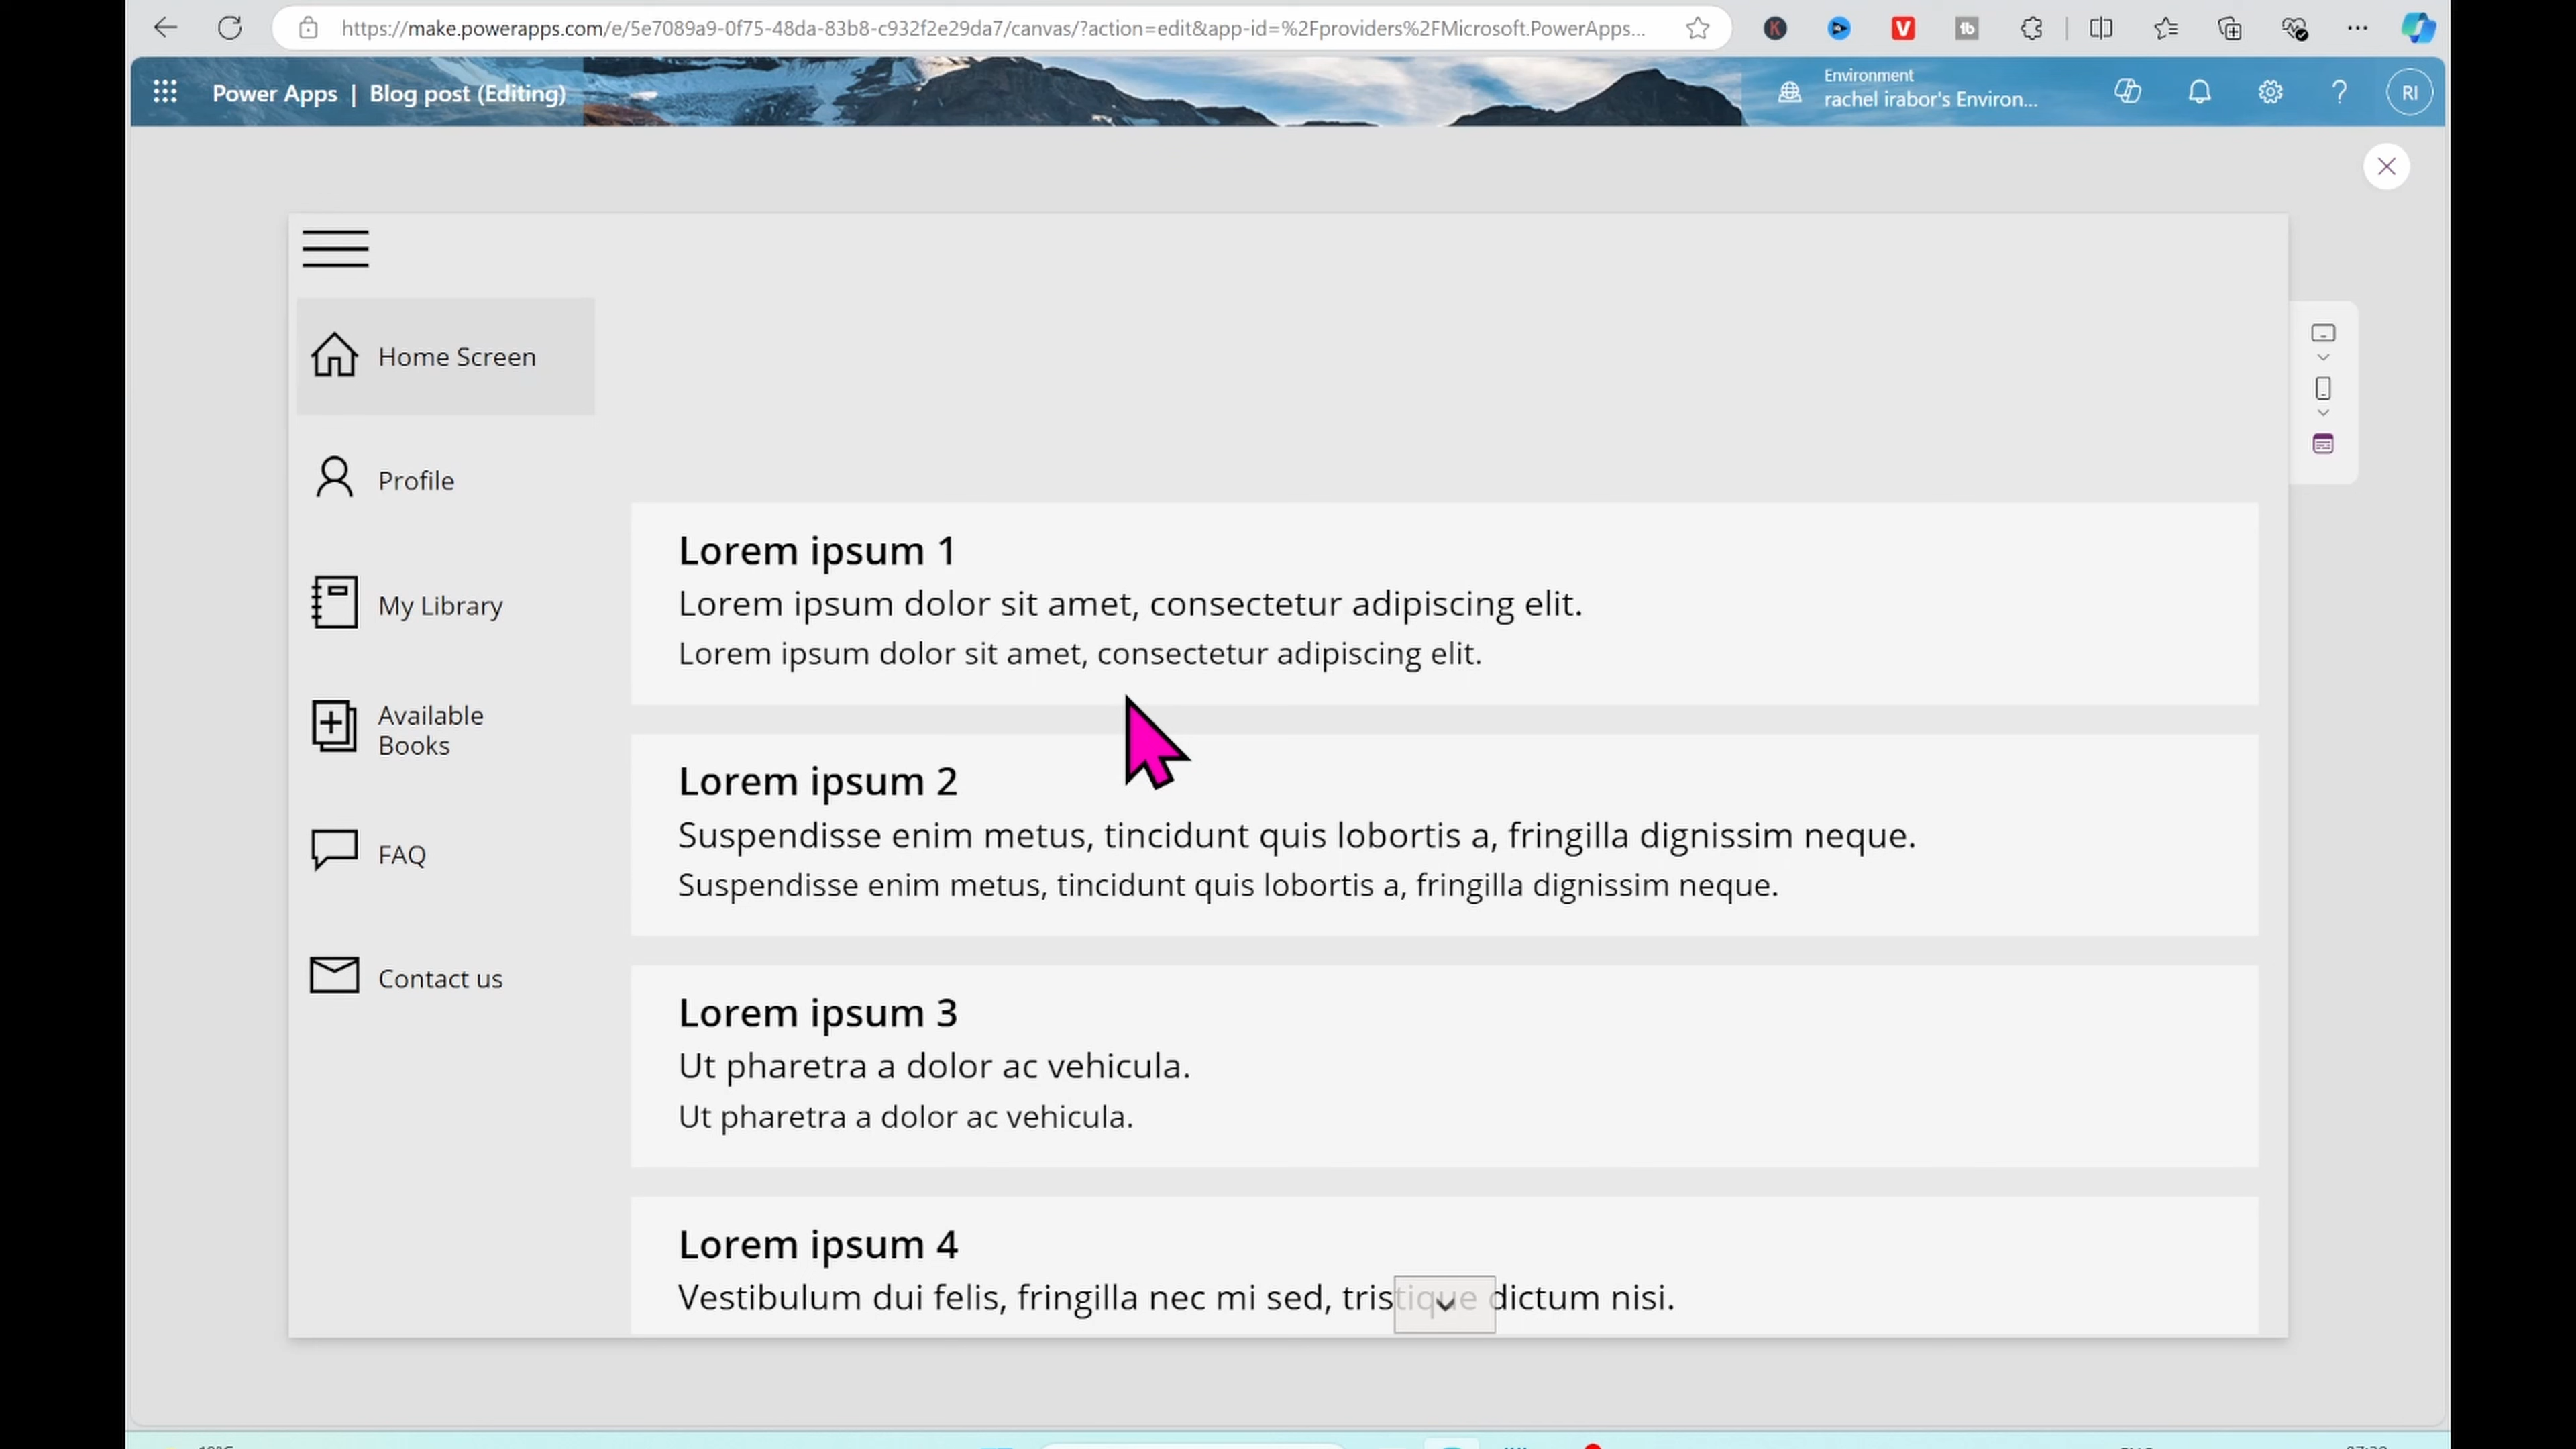 https://make.powerapps.com/e/5e7089a9-0f75-48da-83b8-c932f2e29da7/canvas/?action=edit&app-id=%2Fproviders%2FMicrosoft.PowerApps...
Power Apps | Blog post (Editing)
Environment
rachel irabor's Environ...
RI
Home Screen
Profile
My Library
Available
Books
FAQ
Contact us
Lorem ipsum 1
Lorem ipsum dolor sit amet, consectetur adipiscing elit.
Lorem ipsum dolor sit amet, consectetur adipiscing elit.
Lorem ipsum 2
Suspendisse enim metus, tincidunt quis lobortis a, fringilla dignissim neque.
Suspendisse enim metus, tincidunt quis lobortis a, fringilla dignissim neque.
Lorem ipsum 3
Ut pharetra a dolor ac vehicula.
Ut pharetra a dolor ac vehicula.
Lorem ipsum 4
Vestibulum dui felis, fringilla nec mi sed, tristique dictum nisi.